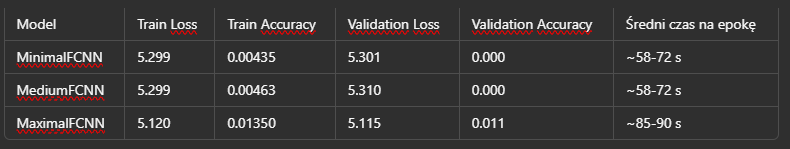 Model Train Loss Train Accuracy Validation Loss Validation Accuracy Średni czas na epokę
MinimalFCNN 5.299 0.00435 5.301 0.000 ~58-72 s
MediumFCNN 5.299 0.00463 5.310 0.000 ~58-72 s
MaximalFCNN 5.120 0.01350 5.115 0.011 ~85-90 s